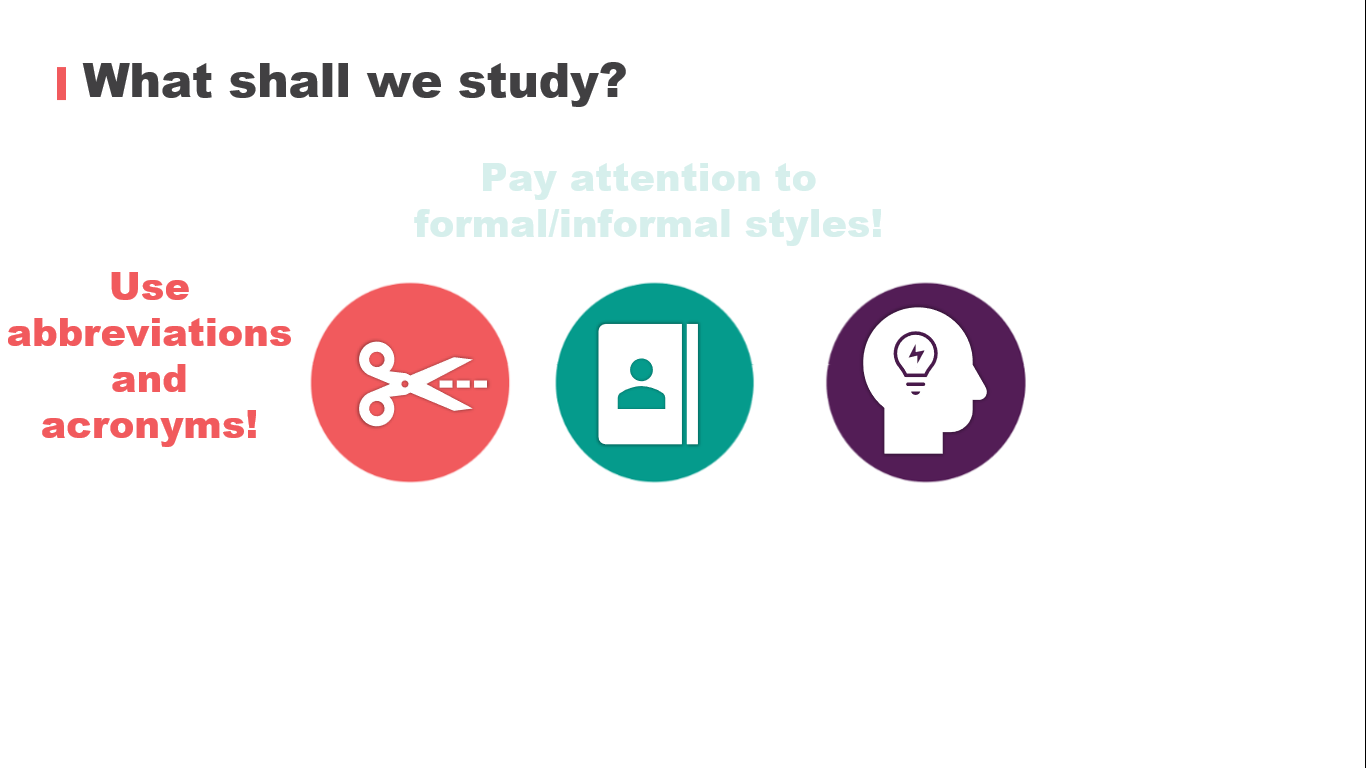 What shall we study?
Pay attention to
formal/informal styles!
Use
abbreviations
and
acronyms!